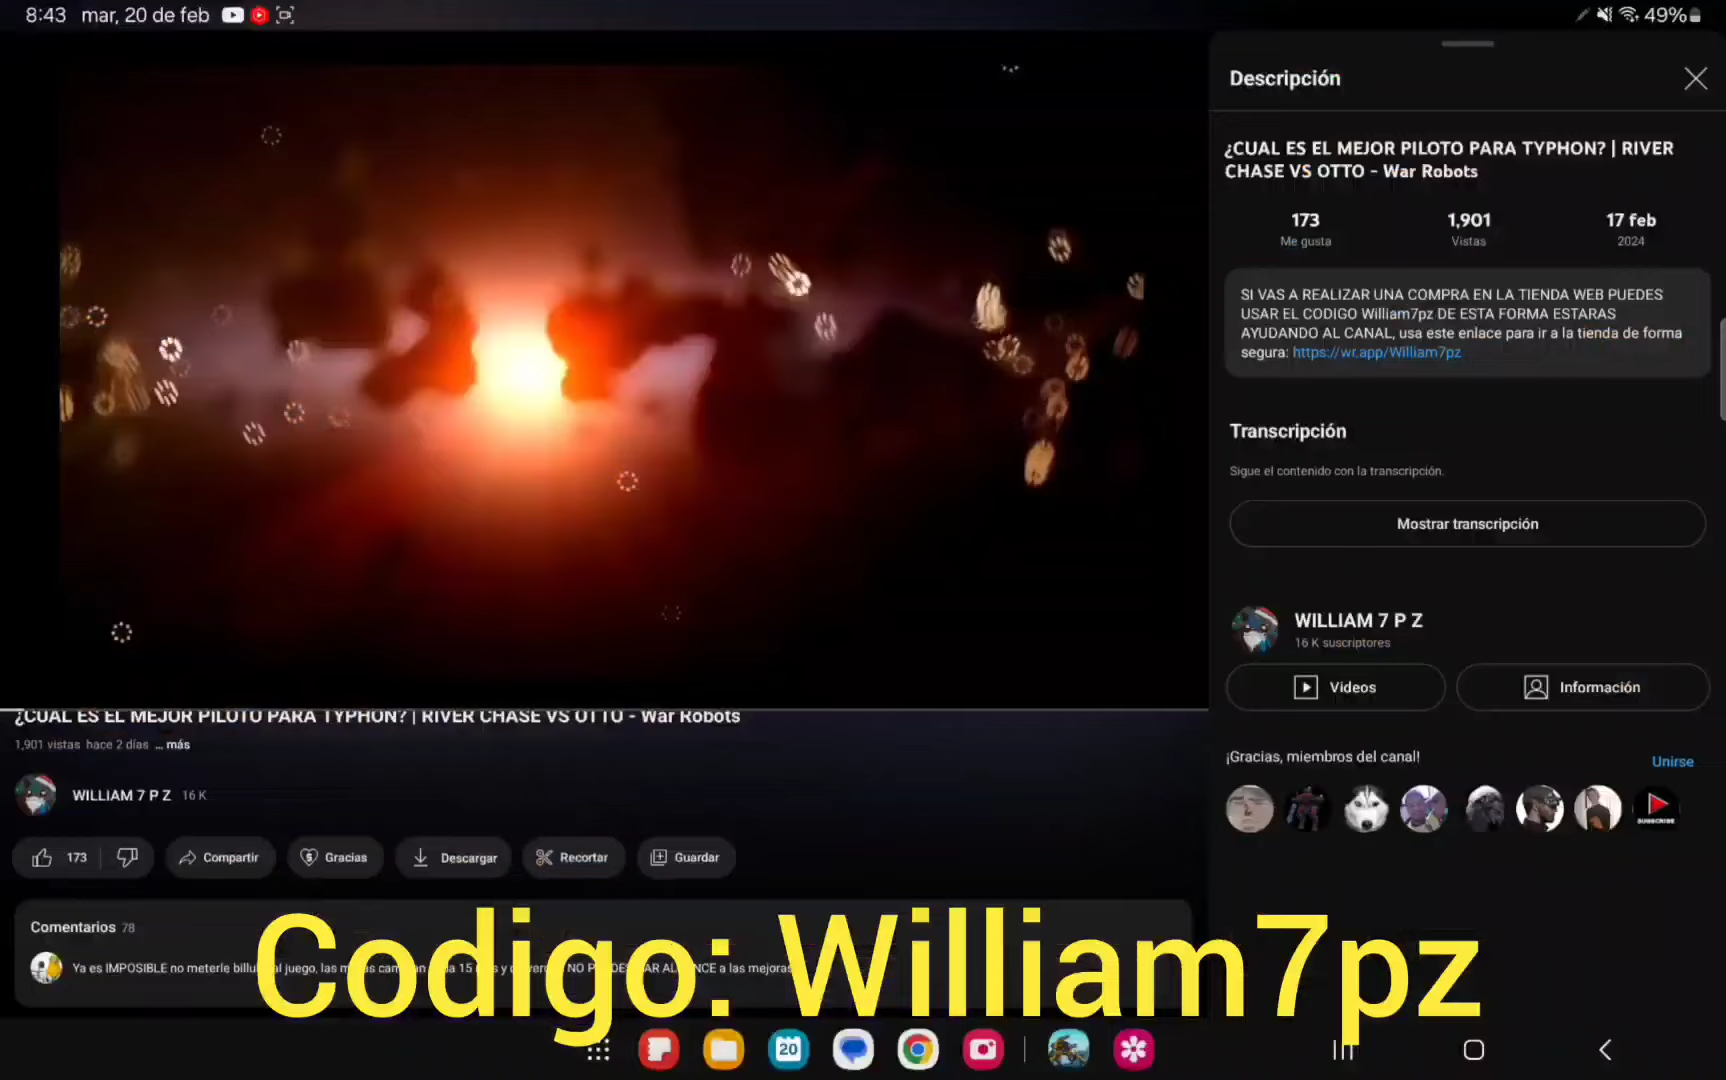 8:43 mar, 20 de feb
49%
Descripción
¿CUAL ES EL MEJOR PILOTO PARA TYPHON? | RIVER
CHASE VS OTTO - War Robots
173 1,901 17 feb
Me gusta Vistas 2024
SI VAS A REALIZAR UNA COMPRA EN LA TIENDA WEB PUEDES
USAR EL CODIGO William7pz DE ESTA FORMA ESTARAS
AYUDANDO AL CANAL, usa este enlace para ir a la tienda de forma
segura: https://wr.app/William7pz
Transcripción
Sigue el contenido con la transcripción.
Mostrar transcripción
WILLIAM 7 P Z
16 K suscriptores
Videos Información
¡Gracias, miembros del canal! Unirse
SUBSCRIBE
¿CUAL ES EL MEJOR PILOTO PARA TYPHON? | RIVER CHASE VS OTTO - War Robots
1,901 vistas hace 2 días ... más
WILLIAM 7 P Z 16 K
173 Compartir Gracias Descargar Recortar Guardar
Comentarios 78
Ya es IMPOSIBLE no meterle al juego, las a 15 y NO a las mejoras
Codigo: William7pz
20